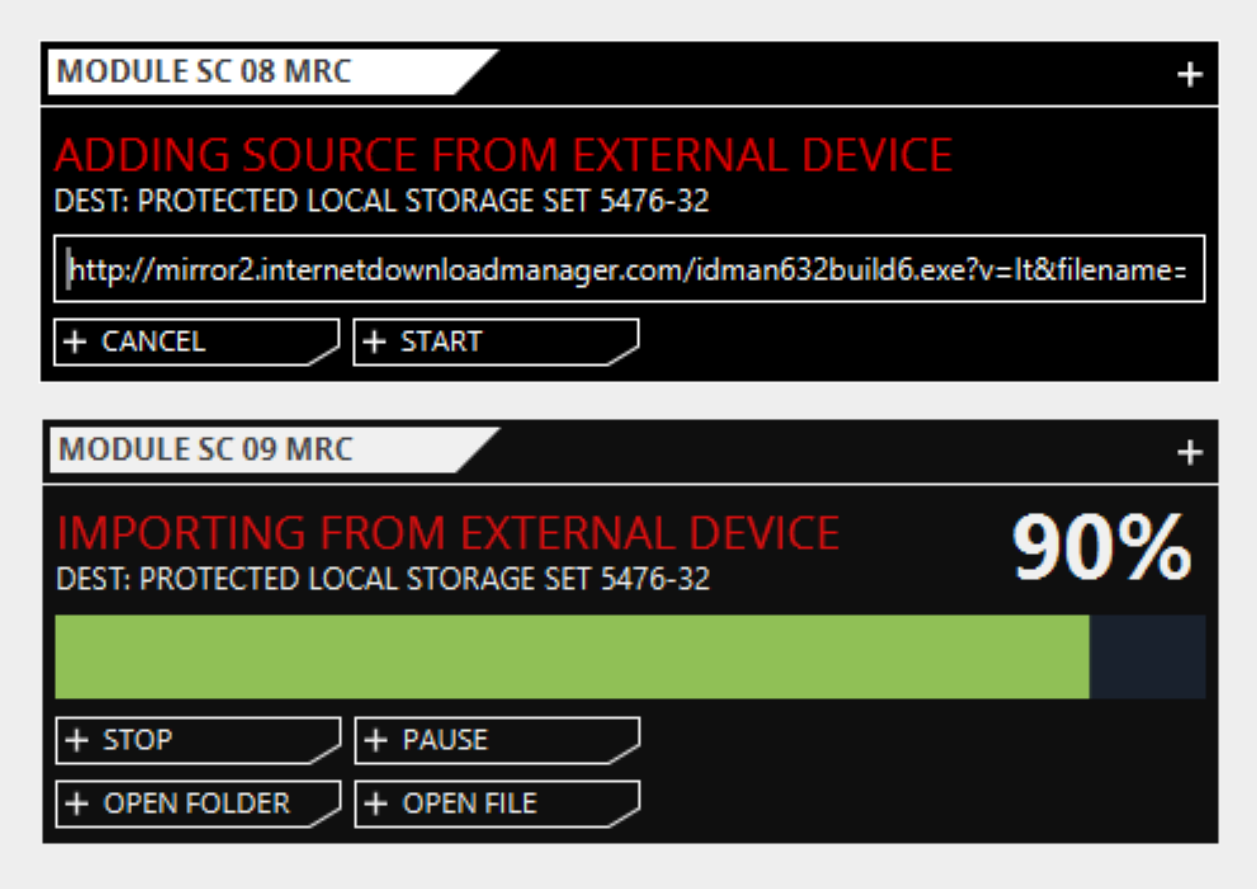 MODULE SC 08 MRC
+
ADDING SOURCE FROM EXTERNAL DEVICE
DEST: PROTECTED LOCAL STORAGE SET 5476-32
http://mirror2.internetdownloadmanager.com/idman632build6.exe?v=lt&filename=
+ CANCEL
+ START
MODULE SC 09 MRC
+
IMPORTING FROM EXTERNAL DEVICE
90%
DEST: PROTECTED LOCAL STORAGE SET 5476-32
+ STOP
+ PAUSE
+ OPEN FOLDER
+ OPEN FILE